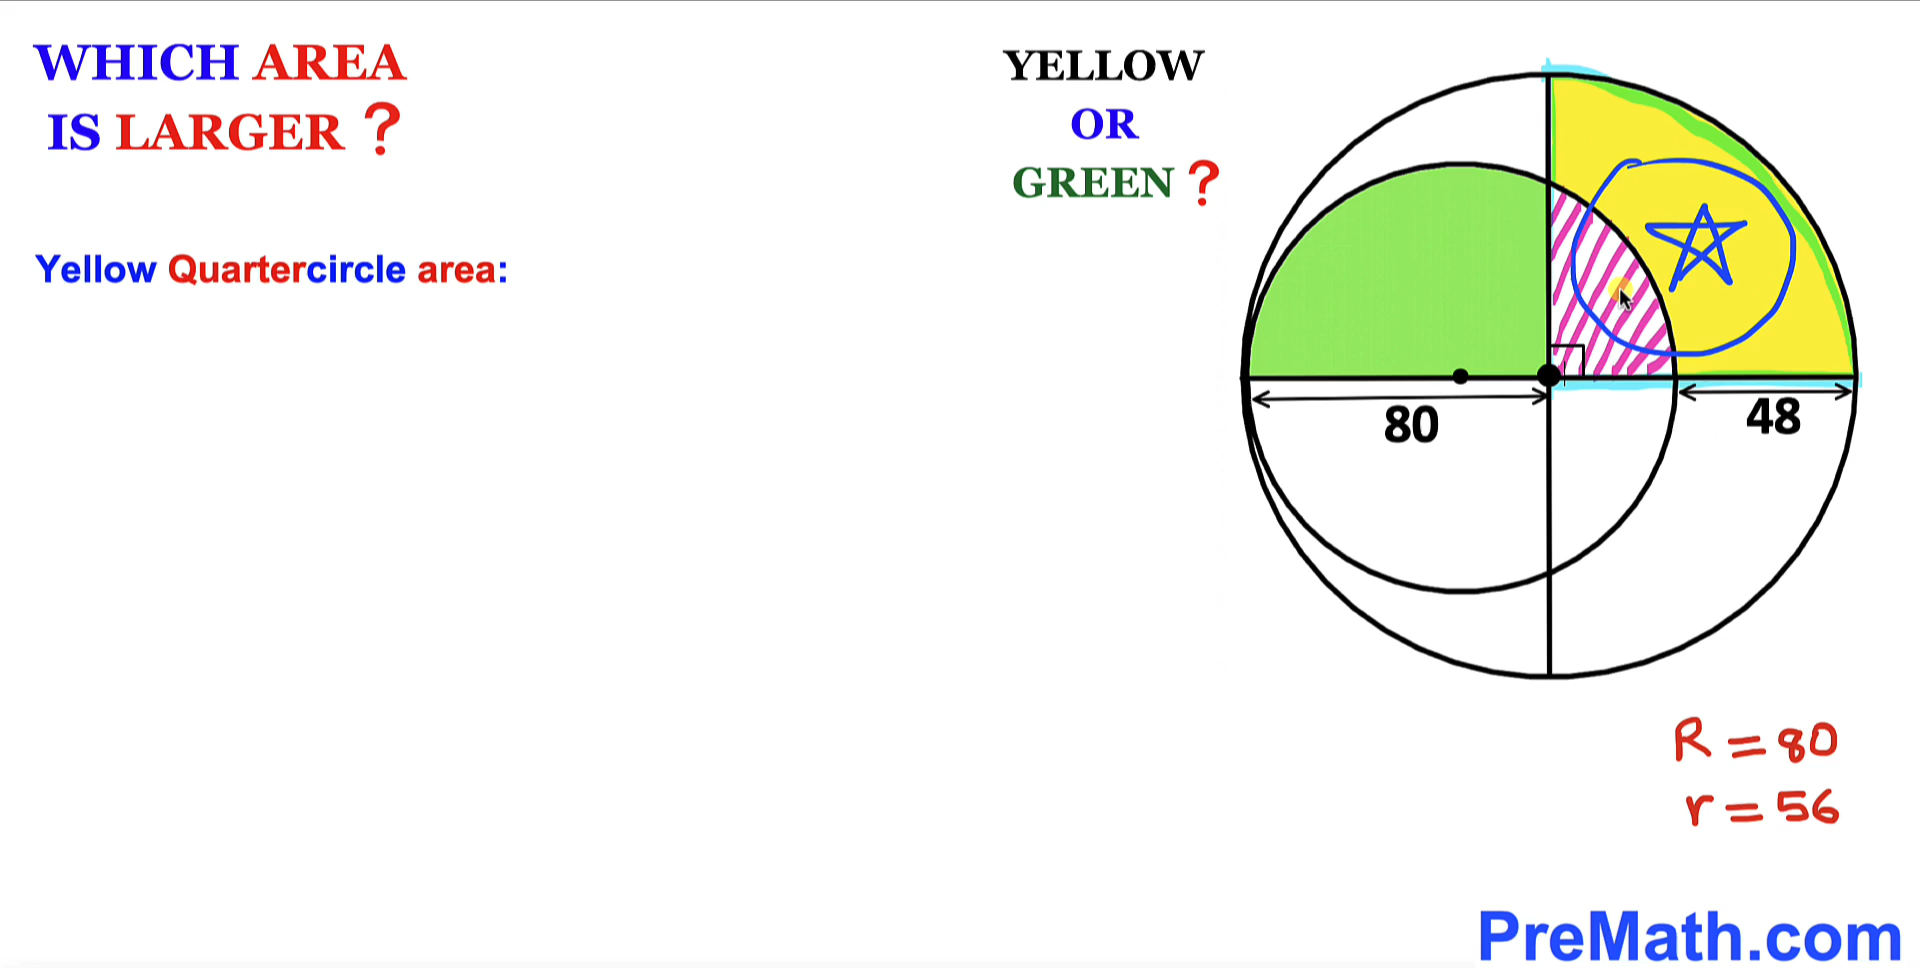 WHICH AREA
IS LARGER ?
YELLOW
OR
GREEN ?
Yellow Quartercircle area:
80
48
R = 80
r = 56
PreMath.com